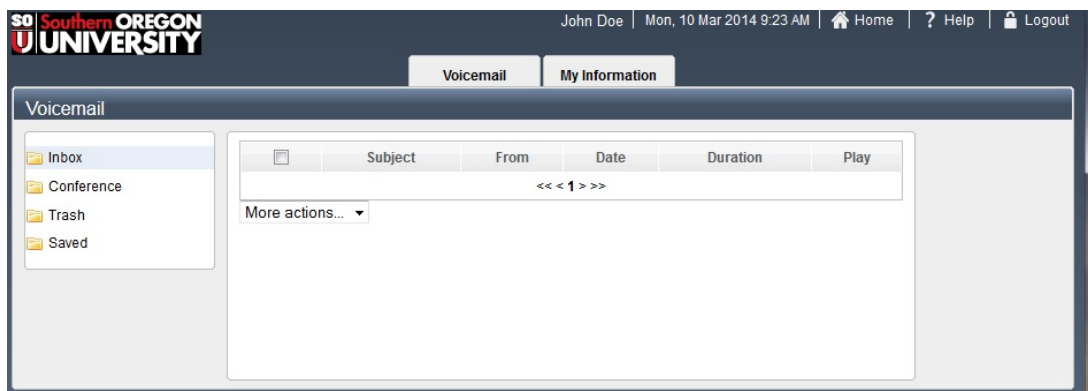 SO Southern OREGON
U UNIVERSITY
John Doe | Mon, 10 Mar 2014 9:23 AM | Home | ? Help | Logout
Voicemail My Information
Voicemail
Inbox
Conference
Trash
Saved
Subject From Date Duration Play
<< < 1 > >>
More actions...